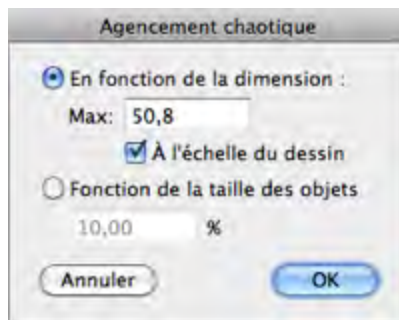 Agencement chaotique
En fonction de la dimension :
Max: 50,8
À l'échelle du dessin
Fonction de la taille des objets
10,00 %
Annuler OK